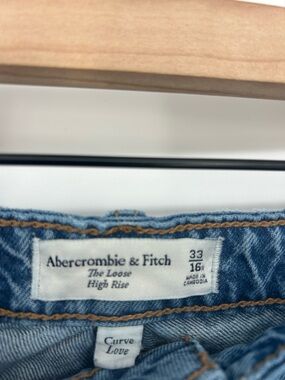 Abercrombie & Fitch
The Loose
High Rise
33
16R
MADE IN
CAMBODIA
Curve
Love